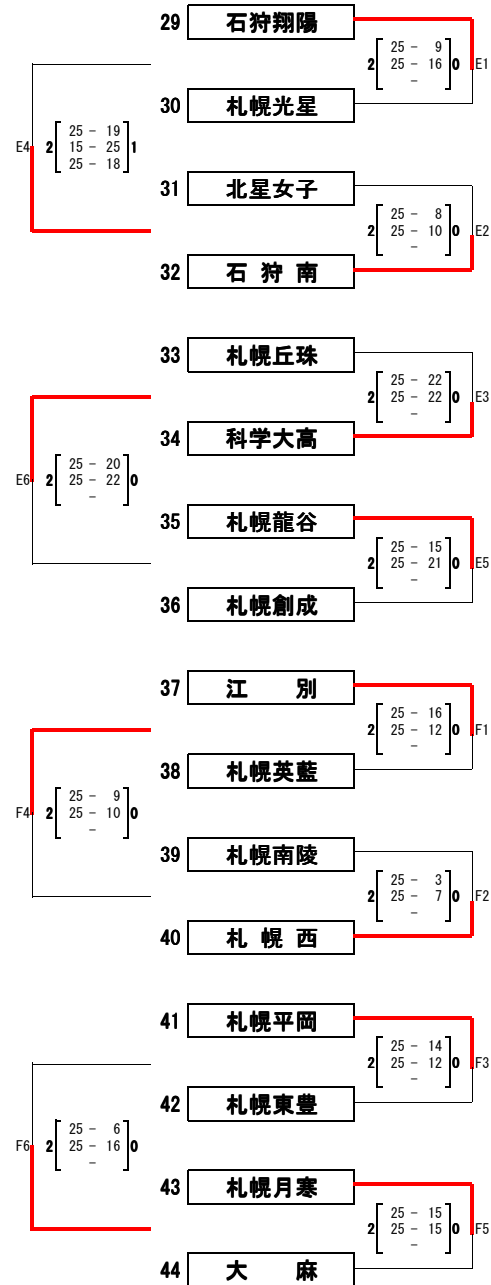 29 石狩翔陽
2 25 - 9 0 E1
25 - 16
-
30 札幌光星
E4 2 25 - 19 1
15 - 25
25 - 18
31 北星女子
2 25 - 8 0 E2
25 - 10
-
32 石 狩 南
33 札幌丘珠
2 25 - 22 0 E3
25 - 22
-
34 科学大高
E6 2 25 - 20 0
25 - 22
-
35 札幌龍谷
2 25 - 15 0 E5
25 - 21
-
36 札幌創成
37 江 別
2 25 - 16 0 F1
25 - 12
-
38 札幌英藍
F4 2 25 - 9 0
25 - 10
-
39 札幌南陵
2 25 - 3 0 F2
25 - 7
-
40 札 幌 西
41 札幌平岡
2 25 - 14 0 F3
25 - 12
-
42 札幌東豊
F6 2 25 - 6 0
25 - 16
-
43 札幌月寒
2 25 - 15 0 F5
25 - 15
-
44 大 麻